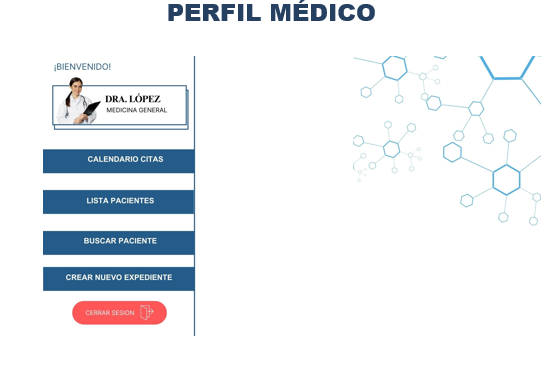 PERFIL MÉDICO
¡BIENVENIDO!
DRA. LÓPEZ
MEDICINA GENERAL
CALENDARIO CITAS
LISTA PACIENTES
BUSCAR PACIENTE
CREAR NUEVO EXPEDIENTE
CERRAR SESION